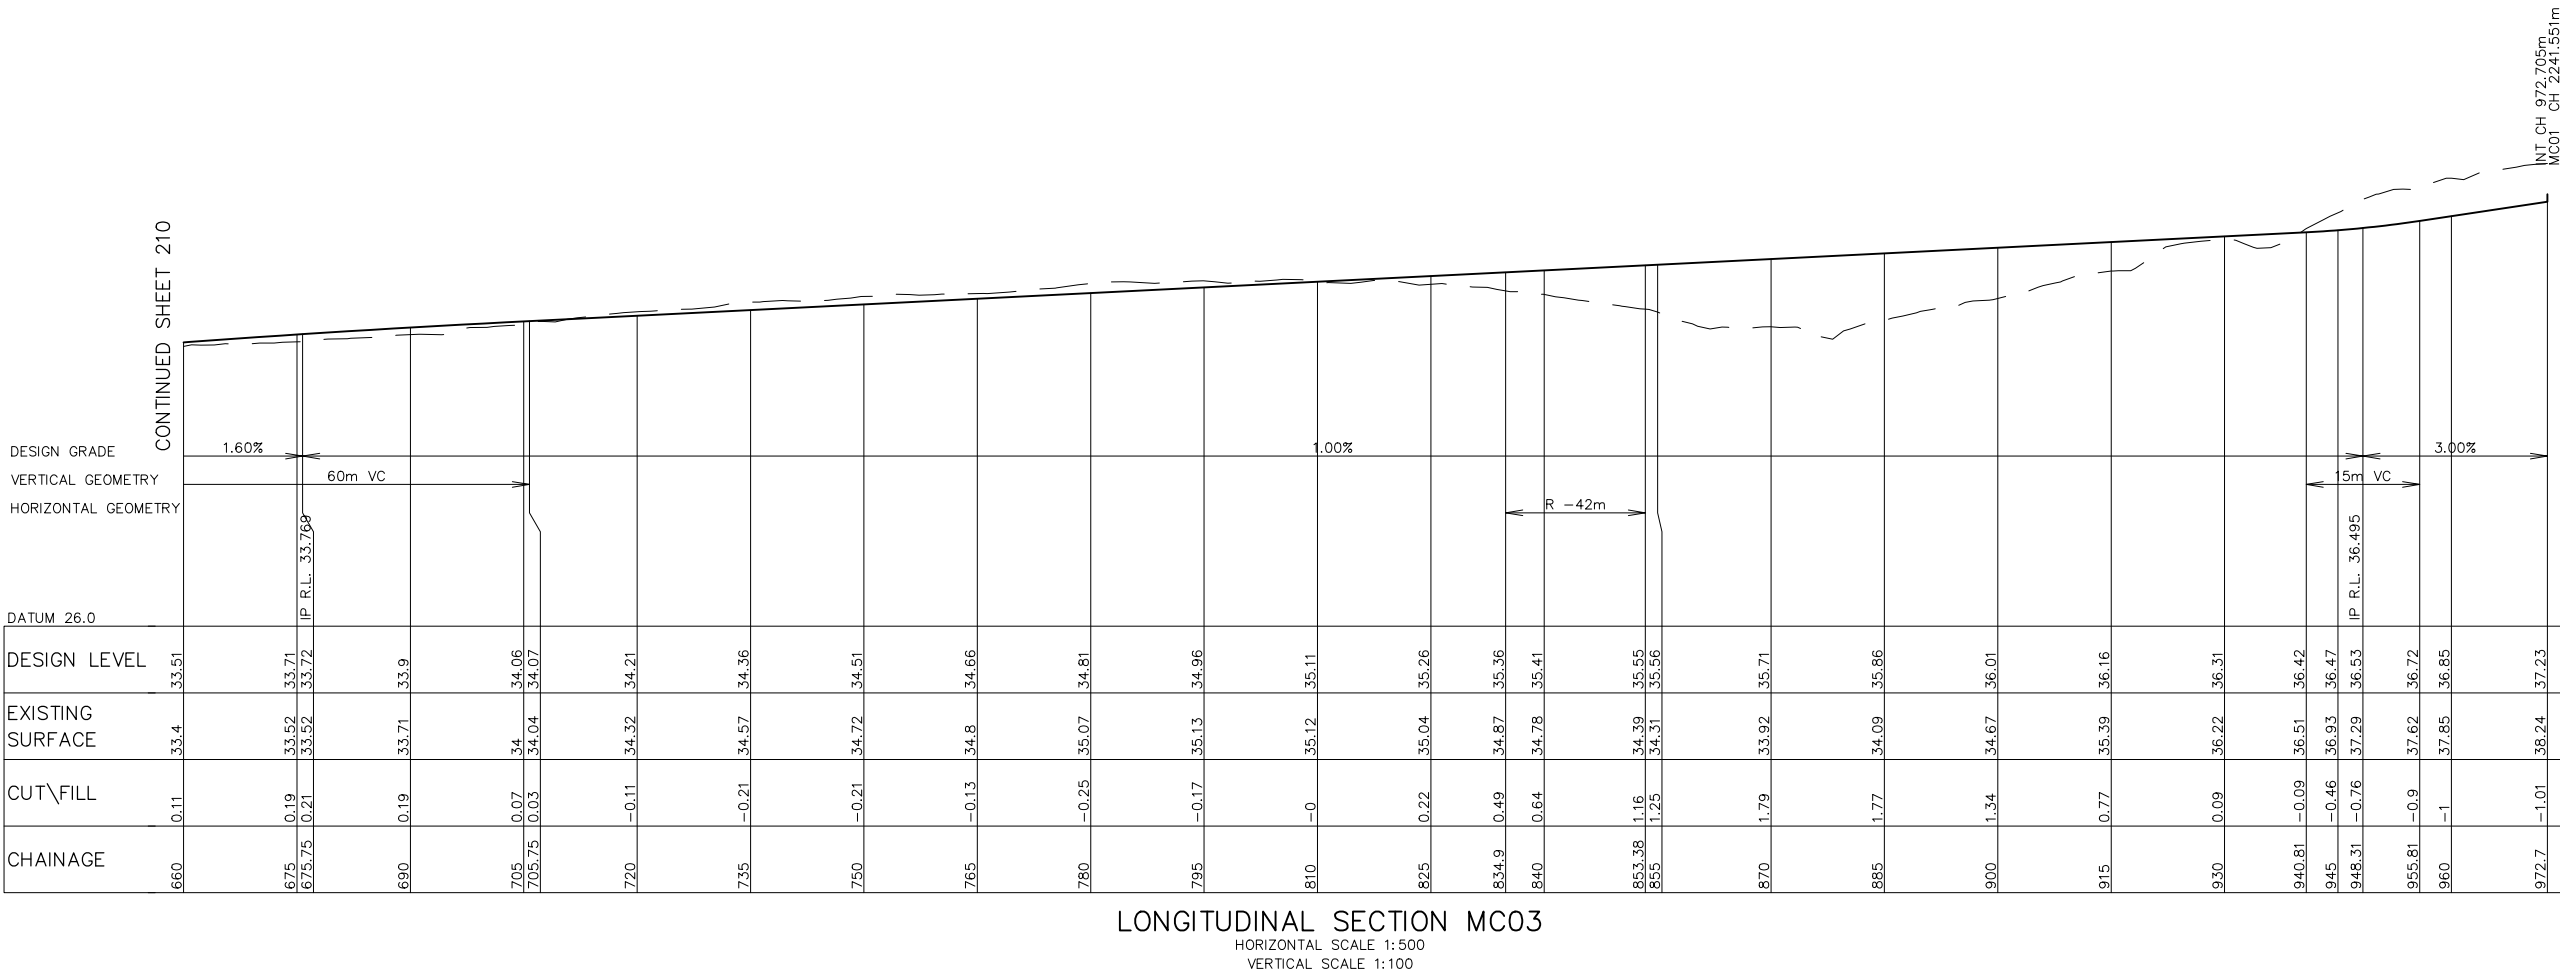 INT CH 972.705m
MC01 CH 2241.551m
CONTINUED SHEET 210
DESIGN GRADE 1.60% 1.00% 3.00%
VERTICAL GEOMETRY 60m VC 15m VC
HORIZONTAL GEOMETRY R -42m
IP R.L. 33.769 IP R.L. 36.495
DATUM 26.0
DESIGN LEVEL 33.51 33.71 33.72 33.9 34.06 34.07 34.21 34.36 34.51 34.66 34.81 34.96 35.11 35.26 35.36 35.41 35.55 35.56 35.71 35.86 36.01 36.16 36.31 36.42 36.47 36.53 36.72 36.85 37.23
EXISTING
SURFACE 33.4 33.52 33.52 33.71 34 34.04 34.32 34.57 34.72 34.8 35.07 35.13 35.12 35.04 34.87 34.78 34.39 34.31 33.92 34.09 34.67 35.39 36.22 36.51 36.93 37.29 37.62 37.85 38.24
CUT\FILL 0.11 0.19 0.21 0.19 0.07 0.03 -0.11 -0.21 -0.21 -0.13 -0.25 -0.17 -0 0.22 0.49 0.64 1.16 1.25 1.79 1.77 1.34 0.77 0.09 -0.09 -0.46 -0.76 -0.9 -1 -1.01
CHAINAGE 660 675 675.75 690 705 705.75 720 735 750 765 780 795 810 825 834.9 840 853.38 855 870 885 900 915 930 940.81 945 948.31 955.81 960 972.7
LONGITUDINAL SECTION MC03
HORIZONTAL SCALE 1:500
VERTICAL SCALE 1:100